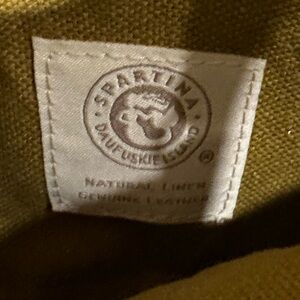 SPARTINA
DAUFUSKIE ISLAND
®
NATURAL LINEN
GENUINE LEATHER